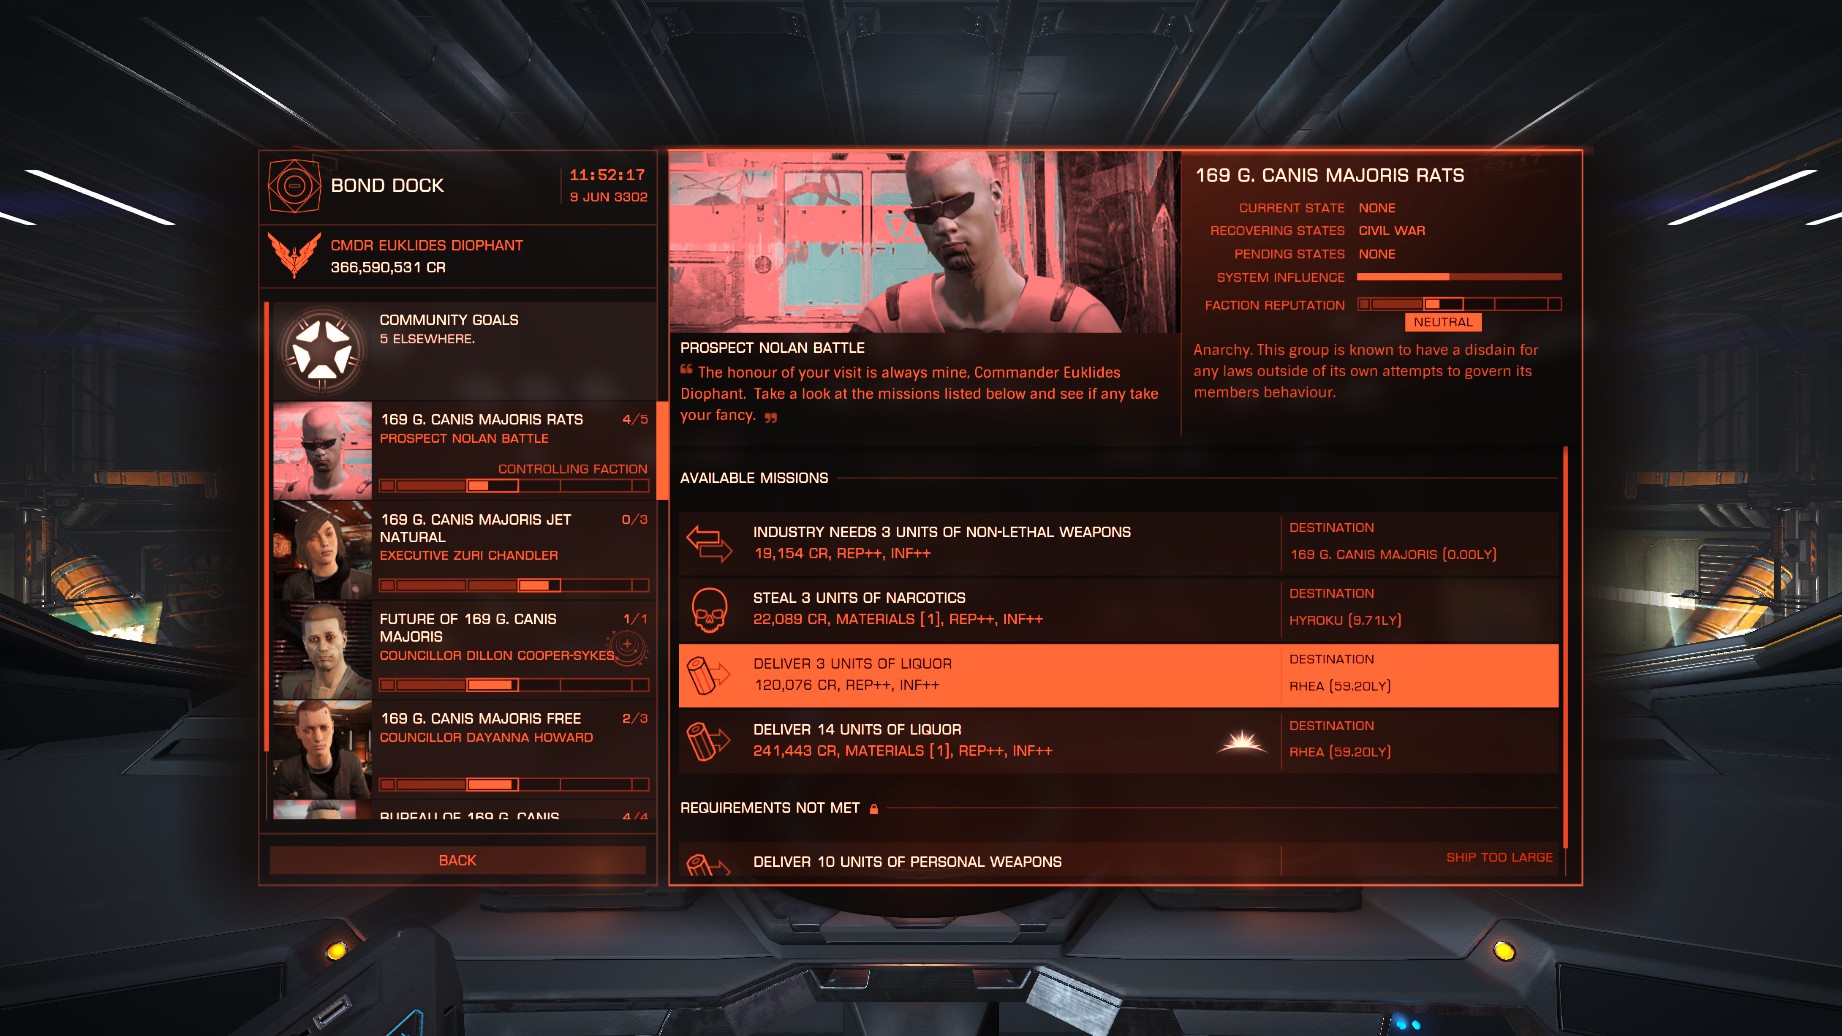 BOND DOCK
11:52:17
9 JUN 3302
CMDR EUKLIDES DIOPHANT
366,590,531 CR
COMMUNITY GOALS
5 ELSEWHERE.
169 G. CANIS MAJORIS RATS 4/5
PROSPECT NOLAN BATTLE
CONTROLLING FACTION
169 G. CANIS MAJORIS JET 0/3
NATURAL
EXECUTIVE ZURI CHANDLER
FUTURE OF 169 G. CANIS 1/1
MAJORIS
COUNCILLOR DILLON COOPER-SYKES
169 G. CANIS MAJORIS FREE 2/3
COUNCILLOR DAYANNA HOWARD
BUREAU OF 169 G. CANIS 4/4
BACK
PROSPECT NOLAN BATTLE
“ The honour of your visit is always mine, Commander Euklides
Diophant. Take a look at the missions listed below and see if any take
your fancy. ”
169 G. CANIS MAJORIS RATS
CURRENT STATE NONE
RECOVERING STATES CIVIL WAR
PENDING STATES NONE
SYSTEM INFLUENCE
FACTION REPUTATION
NEUTRAL
Anarchy. This group is known to have a disdain for
any laws outside of its own attempts to govern its
members behaviour.
AVAILABLE MISSIONS
INDUSTRY NEEDS 3 UNITS OF NON-LETHAL WEAPONS
19,154 CR, REP++, INF++
DESTINATION
169 G. CANIS MAJORIS (0.00LY)
STEAL 3 UNITS OF NARCOTICS
22,089 CR, MATERIALS [1], REP++, INF++
DESTINATION
HYROKU (9.71LY)
DELIVER 3 UNITS OF LIQUOR
120,076 CR, REP++, INF++
DESTINATION
RHEA (59.20LY)
DELIVER 14 UNITS OF LIQUOR
241,443 CR, MATERIALS [1], REP++, INF++
DESTINATION
RHEA (59.20LY)
REQUIREMENTS NOT MET
DELIVER 10 UNITS OF PERSONAL WEAPONS
SHIP TOO LARGE